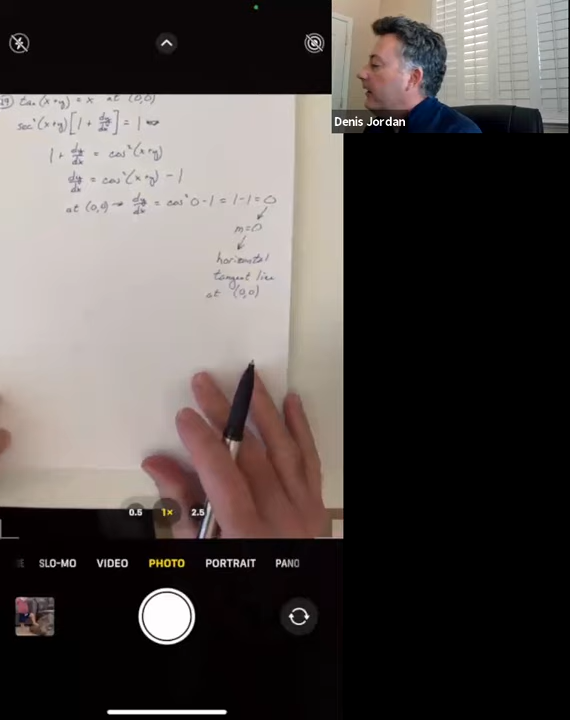 Denis Jordan
29) tan(x+y) = x at (0,0)
sec²(x+y)[1 + dy/dx] = 1
1 + dy/dx = cos²(x+y)
dy/dx = cos²(x+y) - 1
at (0,0) → dy/dx = cos²0 - 1 = 1 - 1 = 0
m=0
horizontal
tangent line
at (0,0)
0.5 1× 2.5
SLO-MO VIDEO PHOTO PORTRAIT PANO